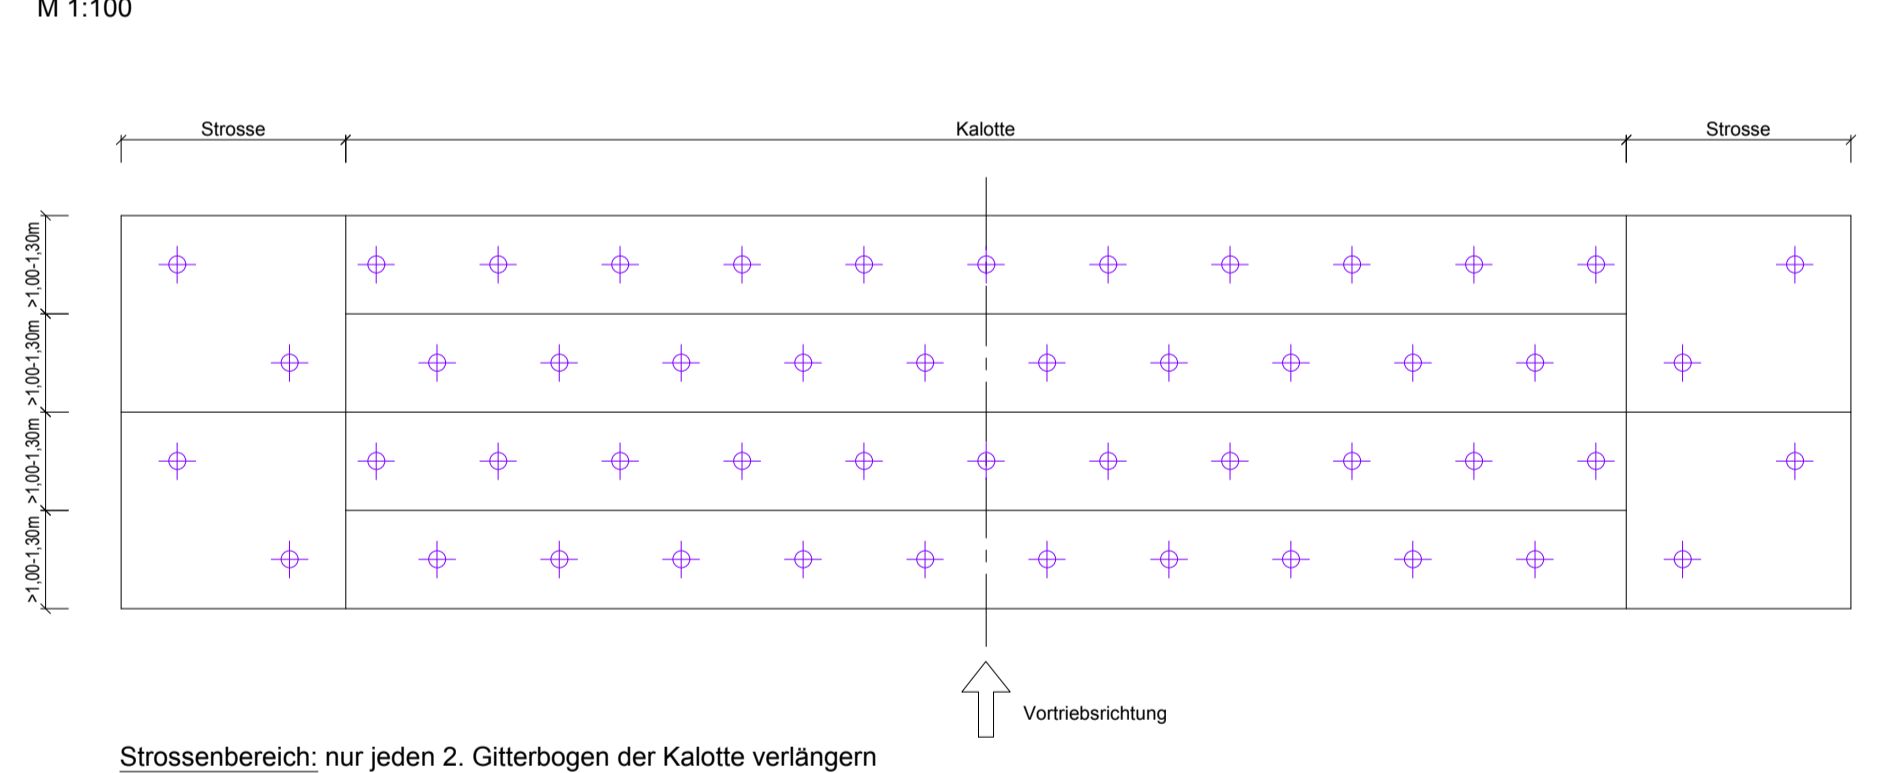 M 1:100
Strosse
Kalotte
Strosse
>1,00-1,30m
>1,00-1,30m
>1,00-1,30m
>1,00-1,30m
Vortriebsrichtung
Strossenbereich: nur jeden 2. Gitterbogen der Kalotte verlängern